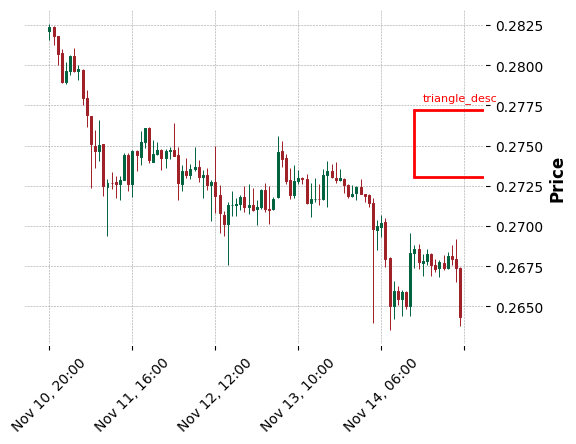 0.2825
0.2800
triangle_desc
0.2775
0.2750
0.2725
0.2700
0.2675
0.2650
Price
Nov 10, 20:00
Nov 11, 16:00
Nov 12, 12:00
Nov 13, 10:00
Nov 14, 06:00